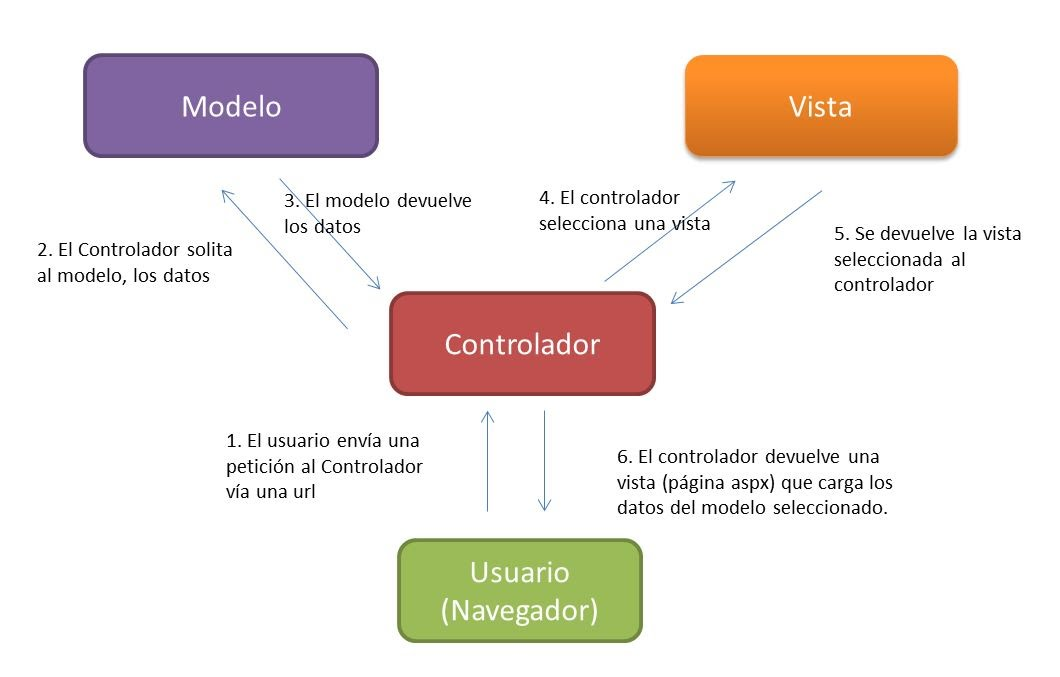 Modelo
Vista
3. El modelo devuelve
los datos
4. El controlador
selecciona una vista
2. El Controlador solita
al modelo, los datos
5. Se devuelve la vista
seleccionada al
controlador
Controlador
1. El usuario envía una
petición al Controlador
vía una url
6. El controlador devuelve una
vista (página aspx) que carga los
datos del modelo seleccionado.
Usuario
(Navegador)